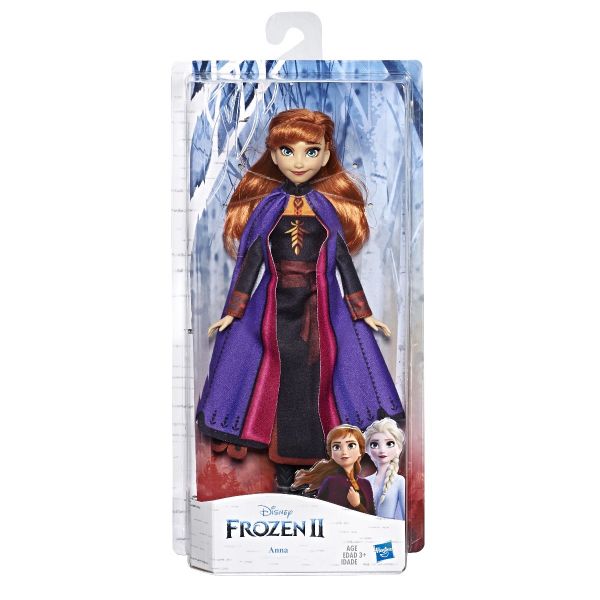 Disney
FROZEN II
Anna
AGE
EDAD 3+
IDADE
Hasbro